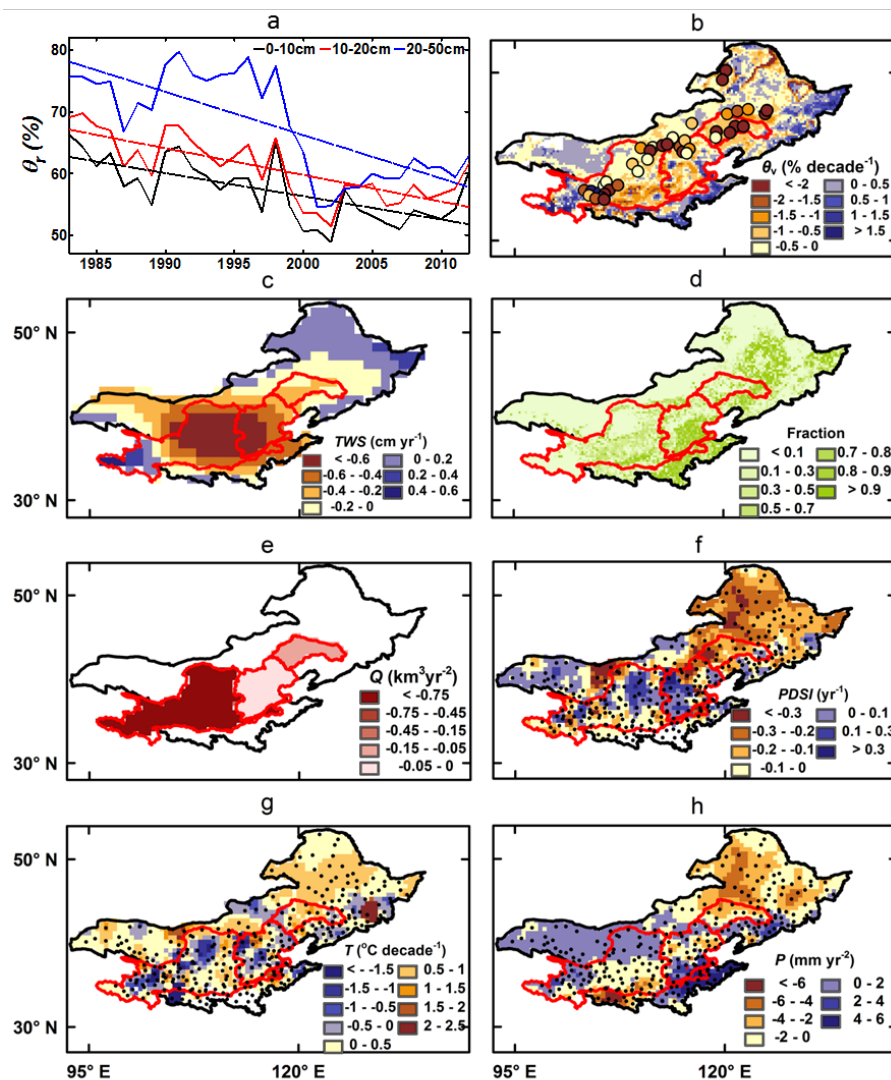 a
b
80
70
60
50
θr (%)
0-10cm 10-20cm 20-50cm
1985 1990 1995 2000 2005 2010
θv (% decade-1)
< -2 0 - 0.5
-2 - -1.5 0.5 - 1
-1.5 - -1 1 - 1.5
-1 - -0.5 > 1.5
-0.5 - 0
c
d
50° N
30° N
TWS (cm yr-1)
< -0.6 0 - 0.2
-0.6 - -0.4 0.2 - 0.4
-0.4 - -0.2 0.4 - 0.6
-0.2 - 0
Fraction
< 0.1 0.7 - 0.8
0.1 - 0.3 0.8 - 0.9
0.3 - 0.5 > 0.9
0.5 - 0.7
e
f
50° N
30° N
Q (km3yr-2)
< -0.75
-0.75 - -0.45
-0.45 - -0.15
-0.15 - -0.05
-0.05 - 0
PDSI (yr-1)
< -0.3 0 - 0.1
-0.3 - -0.2 0.1 - 0.3
-0.2 - -0.1 > 0.3
-0.1 - 0
g
h
50° N
30° N
T (oC decade-1)
< -1.5 0.5 - 1
-1.5 - -1 1 - 1.5
-1 - -0.5 1.5 - 2
-0.5 - 0 2 - 2.5
0 - 0.5
P (mm yr-2)
< -6 0 - 2
-6 - -4 2 - 4
-4 - -2 4 - 6
-2 - 0
95° E 120° E 95° E 120° E